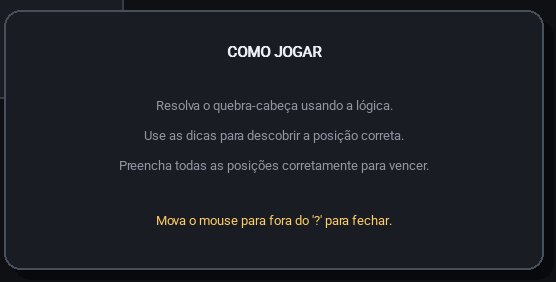 COMO JOGAR
Resolva o quebra-cabeça usando a lógica.
Use as dicas para descobrir a posição correta.
Preencha todas as posições corretamente para vencer.
Mova o mouse para fora do '?' para fechar.